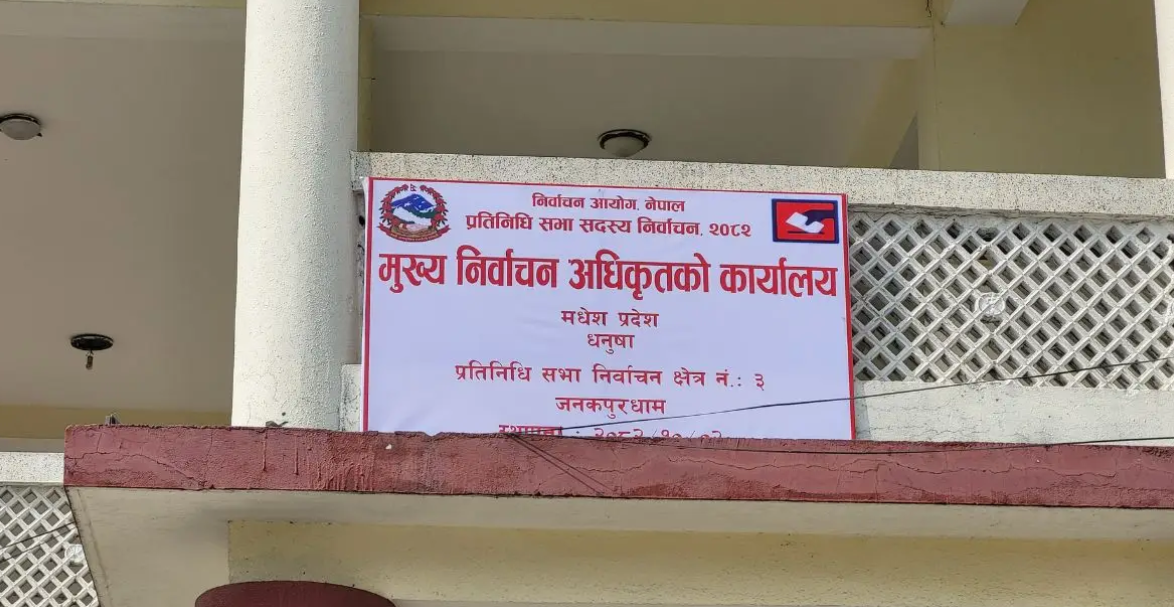 निर्वाचन आयोग, नेपाल
प्रतिनिधि सभा सदस्य निर्वाचन, २०८२
मुख्य निर्वाचन अधिकृतको कार्यालय
मधेश प्रदेश
धनुषा
प्रतिनिधि सभा निर्वाचन क्षेत्र नं.: ३
जनकपुरधाम